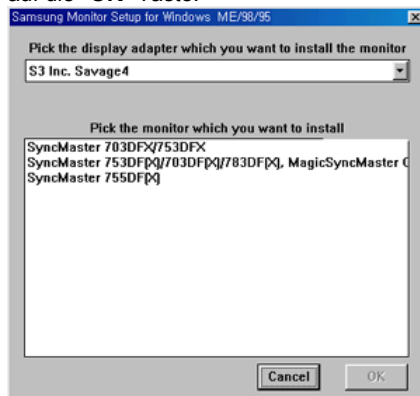 Samsung Monitor Setup for Windows ME/98/95
Pick the display adapter which you want to install the monitor
S3 Inc. Savage4
Pick the monitor which you want to install
SyncMaster 703DFX/753DFX
SyncMaster 753DF(X)/703DF(X)/783DF(X), MagicSyncMaster C
SyncMaster 755DF(X)
Cancel OK